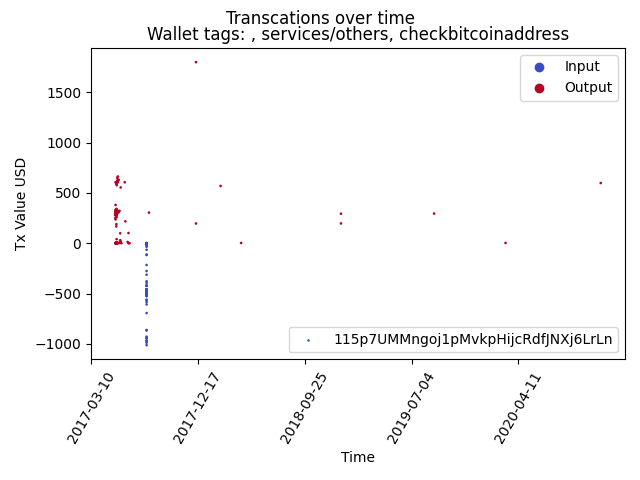 Transcations over time
Wallet tags: , services/others, checkbitcoinaddress
Input
Output
Tx Value USD
1500
1000
500
0
−500
−1000
115p7UMMngoj1pMvkpHijcRdfJNXj6LrLn
2017-03-10
2017-12-17
2018-09-25
2019-07-04
2020-04-11
Time